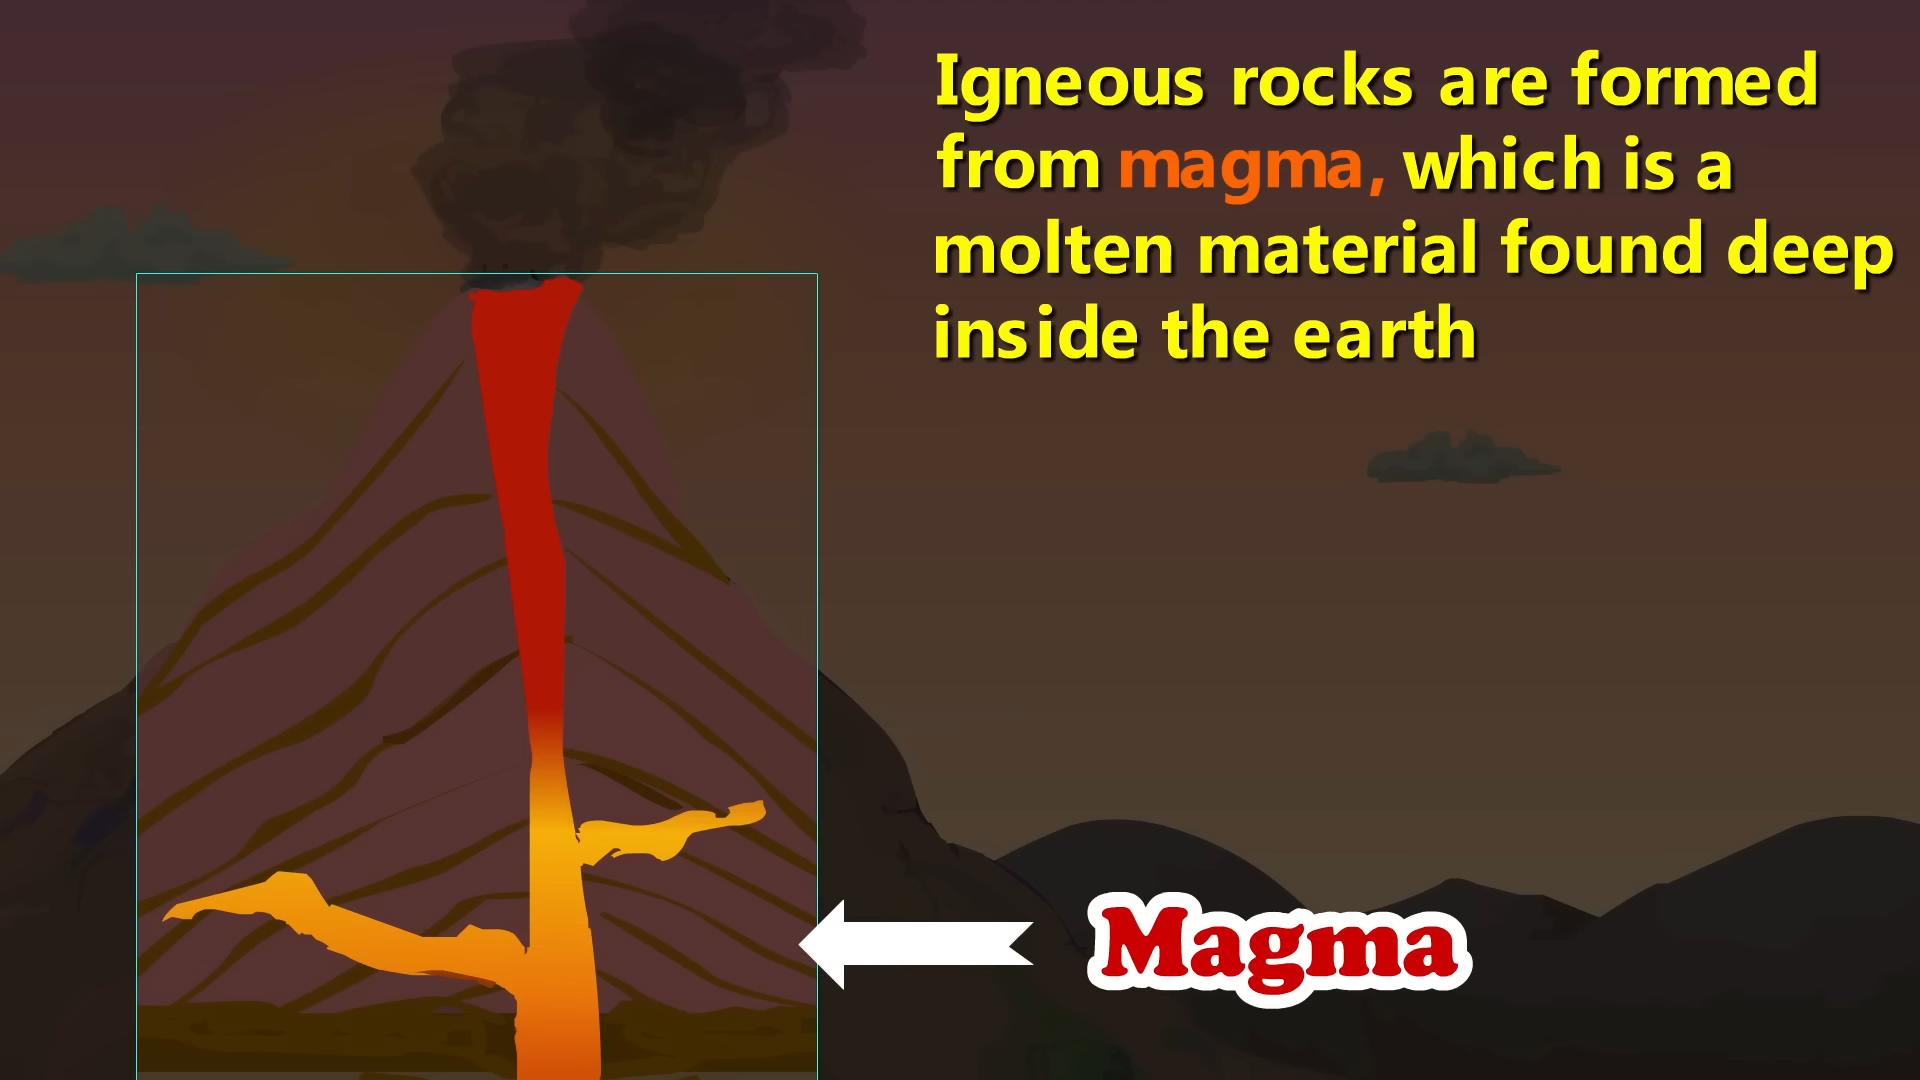 Igneous rocks are formed
from magma, which is a
molten material found deep
inside the earth
Magma